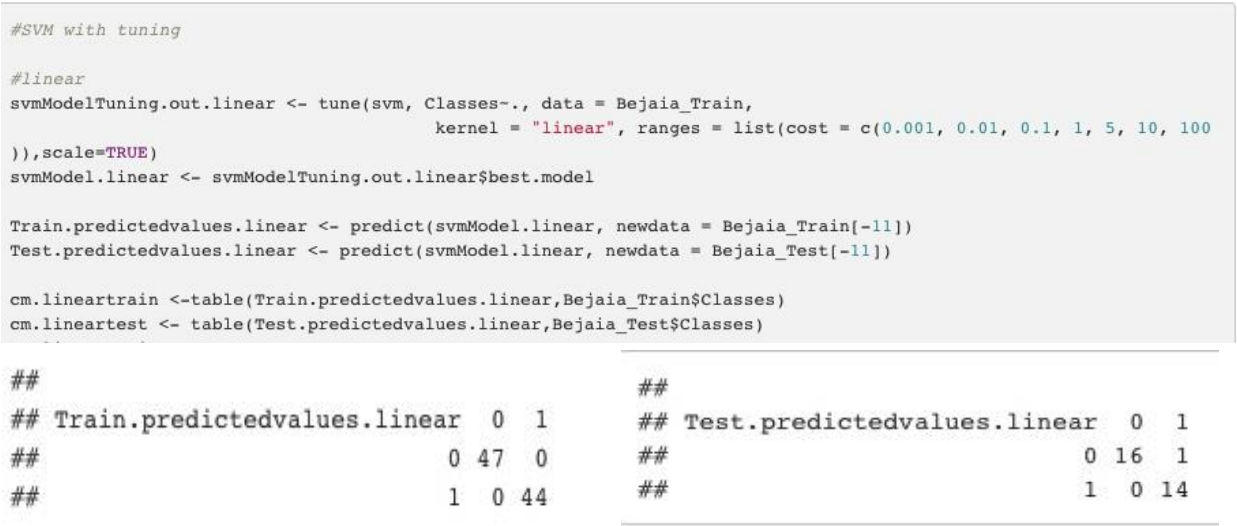 #SVM with tuning
#linear
svmModelTuning.out.linear <- tune(svm, Classes~., data = Bejaia_Train,
kernel = "linear", ranges = list(cost = c(0.001, 0.01, 0.1, 1, 5, 10, 100
)),scale=TRUE)
svmModel.linear <- svmModelTuning.out.linear$best.model
Train.predictedvalues.linear <- predict(svmModel.linear, newdata = Bejaia_Train[-11])
Test.predictedvalues.linear <- predict(svmModel.linear, newdata = Bejaia_Test[-11])
cm.lineartrain <-table(Train.predictedvalues.linear,Bejaia_Train$Classes)
cm.lineartest <- table(Test.predictedvalues.linear,Bejaia_Test$Classes)
##
## Train.predictedvalues.linear 0 1
## 0 47 0
## 1 0 44
##
## Test.predictedvalues.linear 0 1
## 0 16 1
## 1 0 14